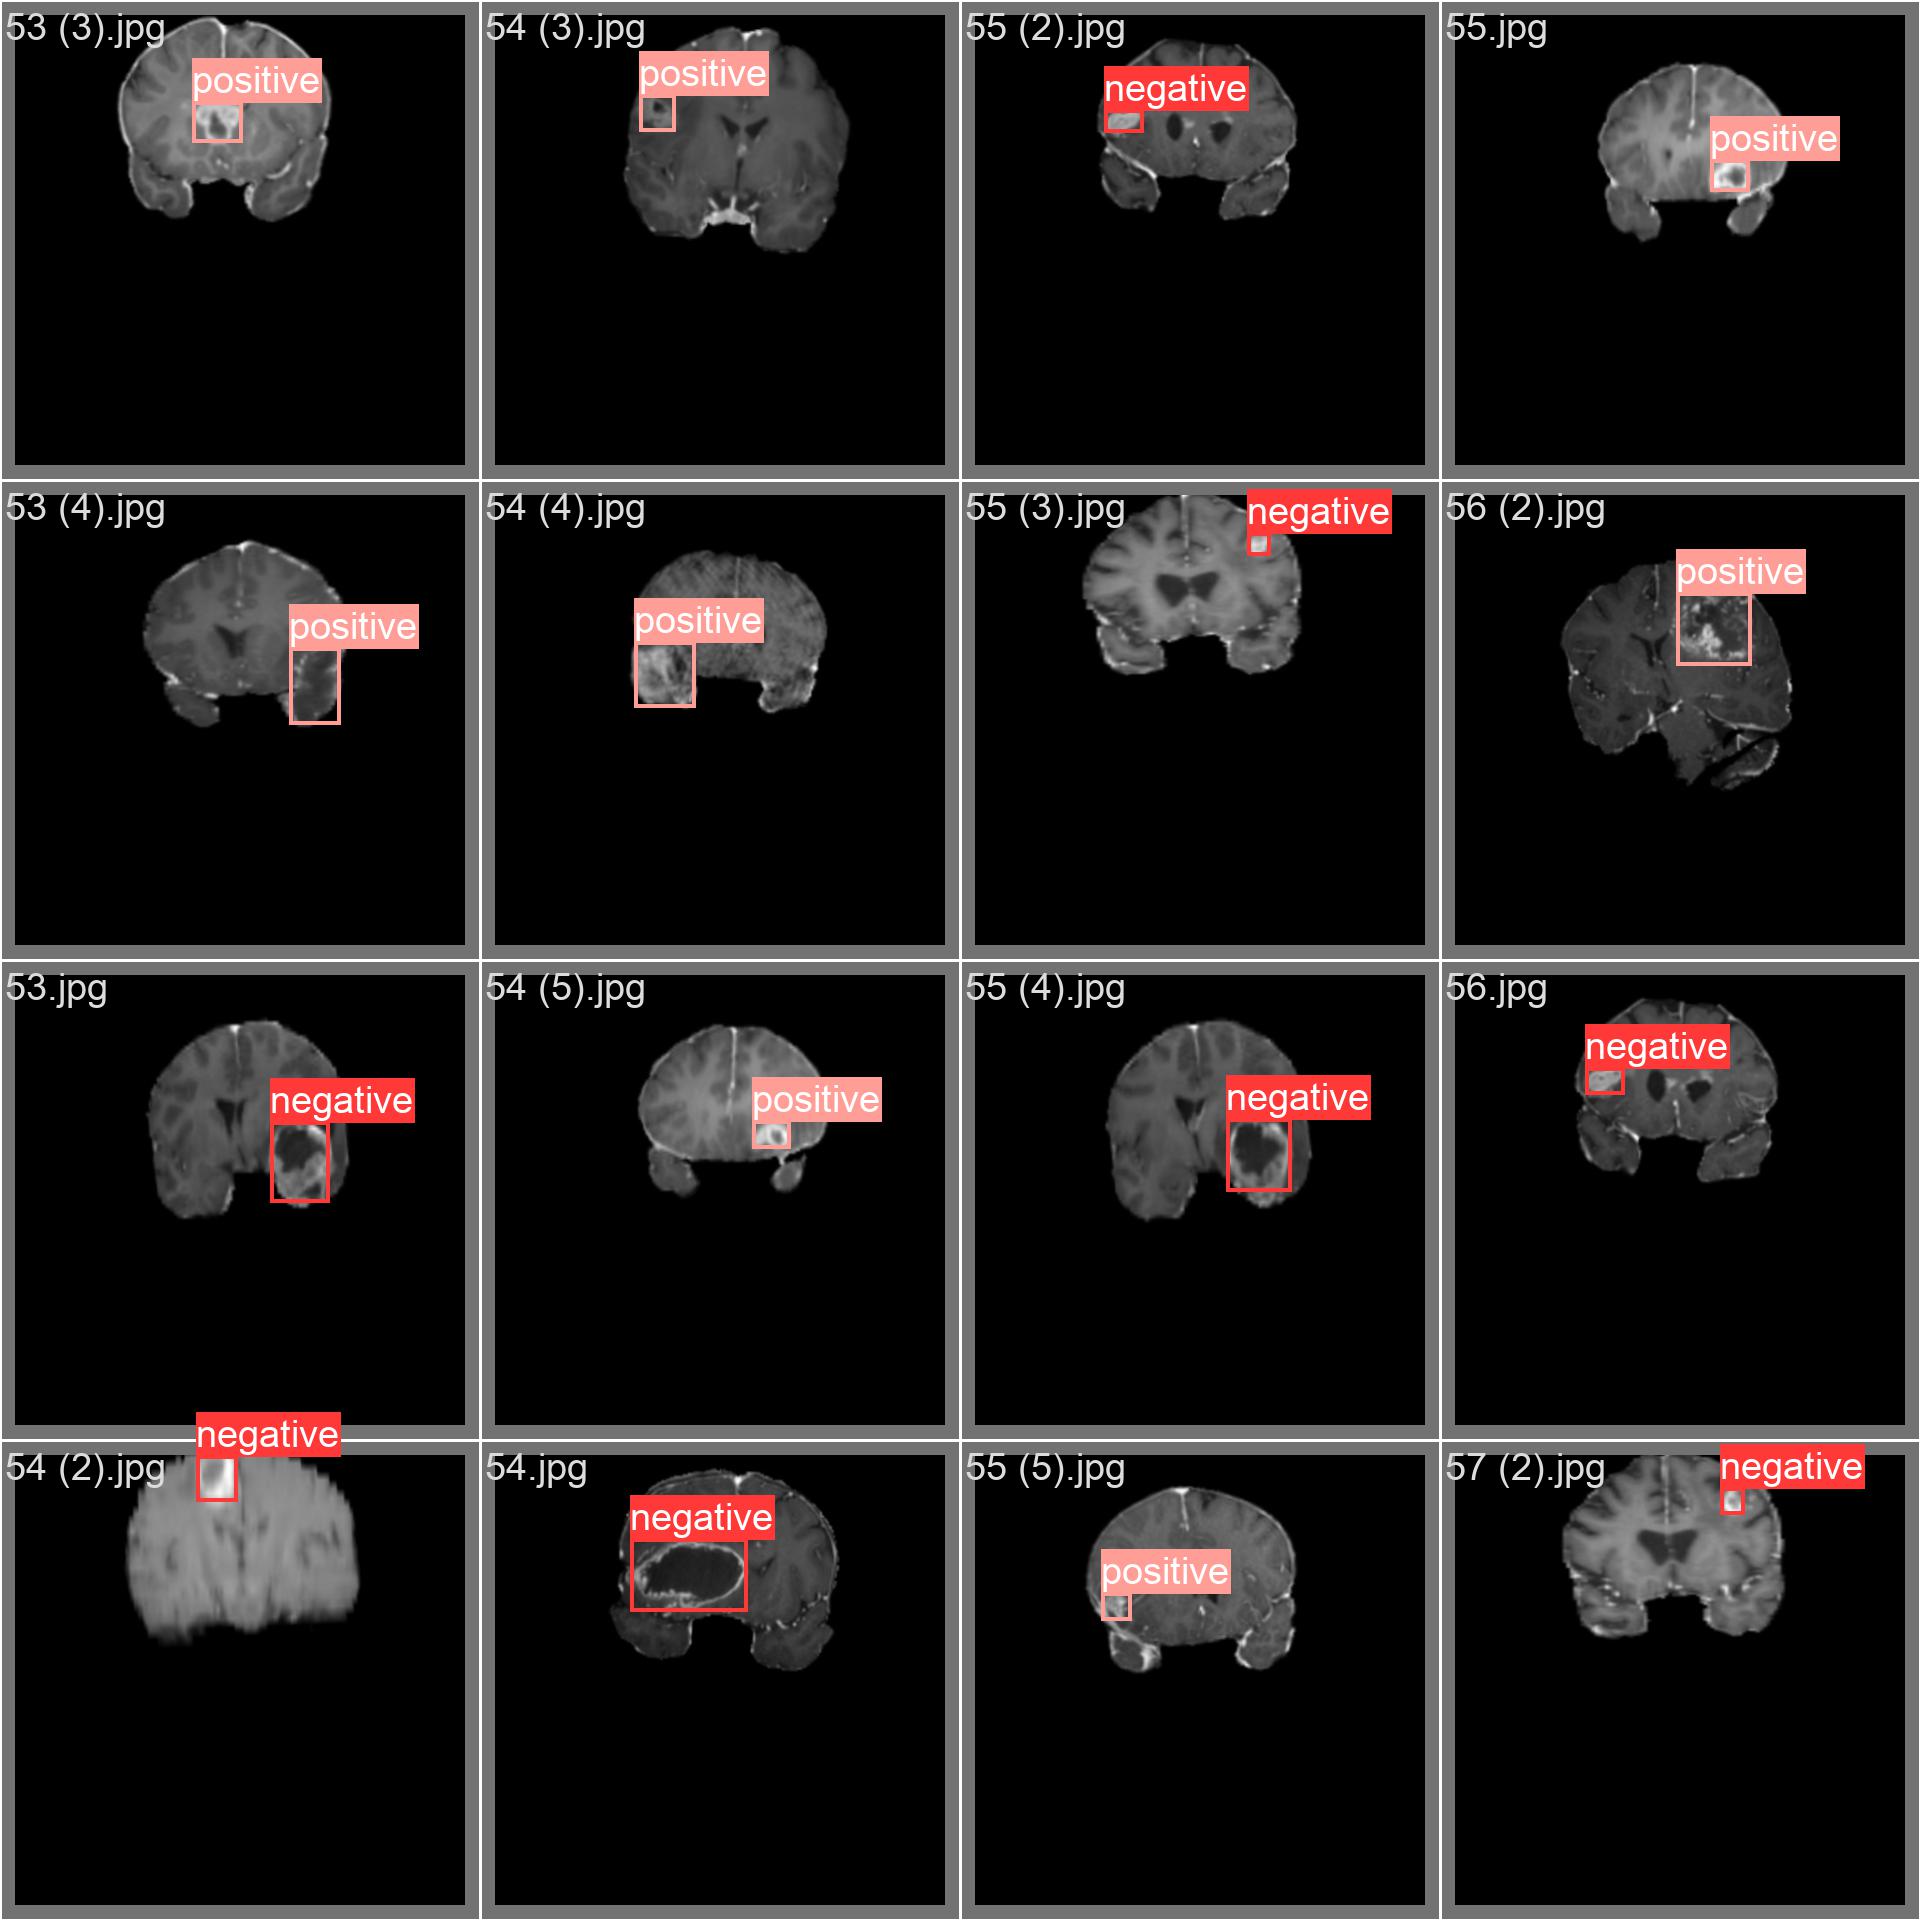 53 (3).jpg
positive
54 (3).jpg
positive
55 (2).jpg
negative
55.jpg
positive
53 (4).jpg
positive
54 (4).jpg
positive
55 (3).jpg
negative
56 (2).jpg
positive
53.jpg
negative
54 (5).jpg
positive
55 (4).jpg
negative
56.jpg
negative
54 (2).jpg
negative
54.jpg
negative
55 (5).jpg
positive
57 (2).jpg
negative